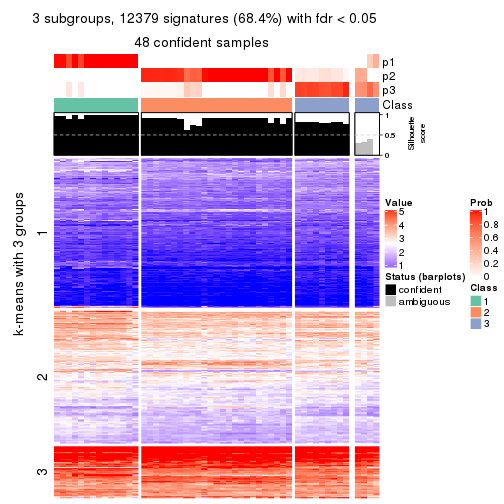 3 subgroups, 12379 signatures (68.4%) with fdr < 0.05
48 confident samples
p1
p2
p3
Class
1
0.5
0
Silhouette
score
k-means with 3 groups
1
2
3
Value
5
4
3
2
1
Status (barplots)
confident
ambiguous
Prob
1
0.8
0.6
0.4
0.2
0
Class
1
2
3